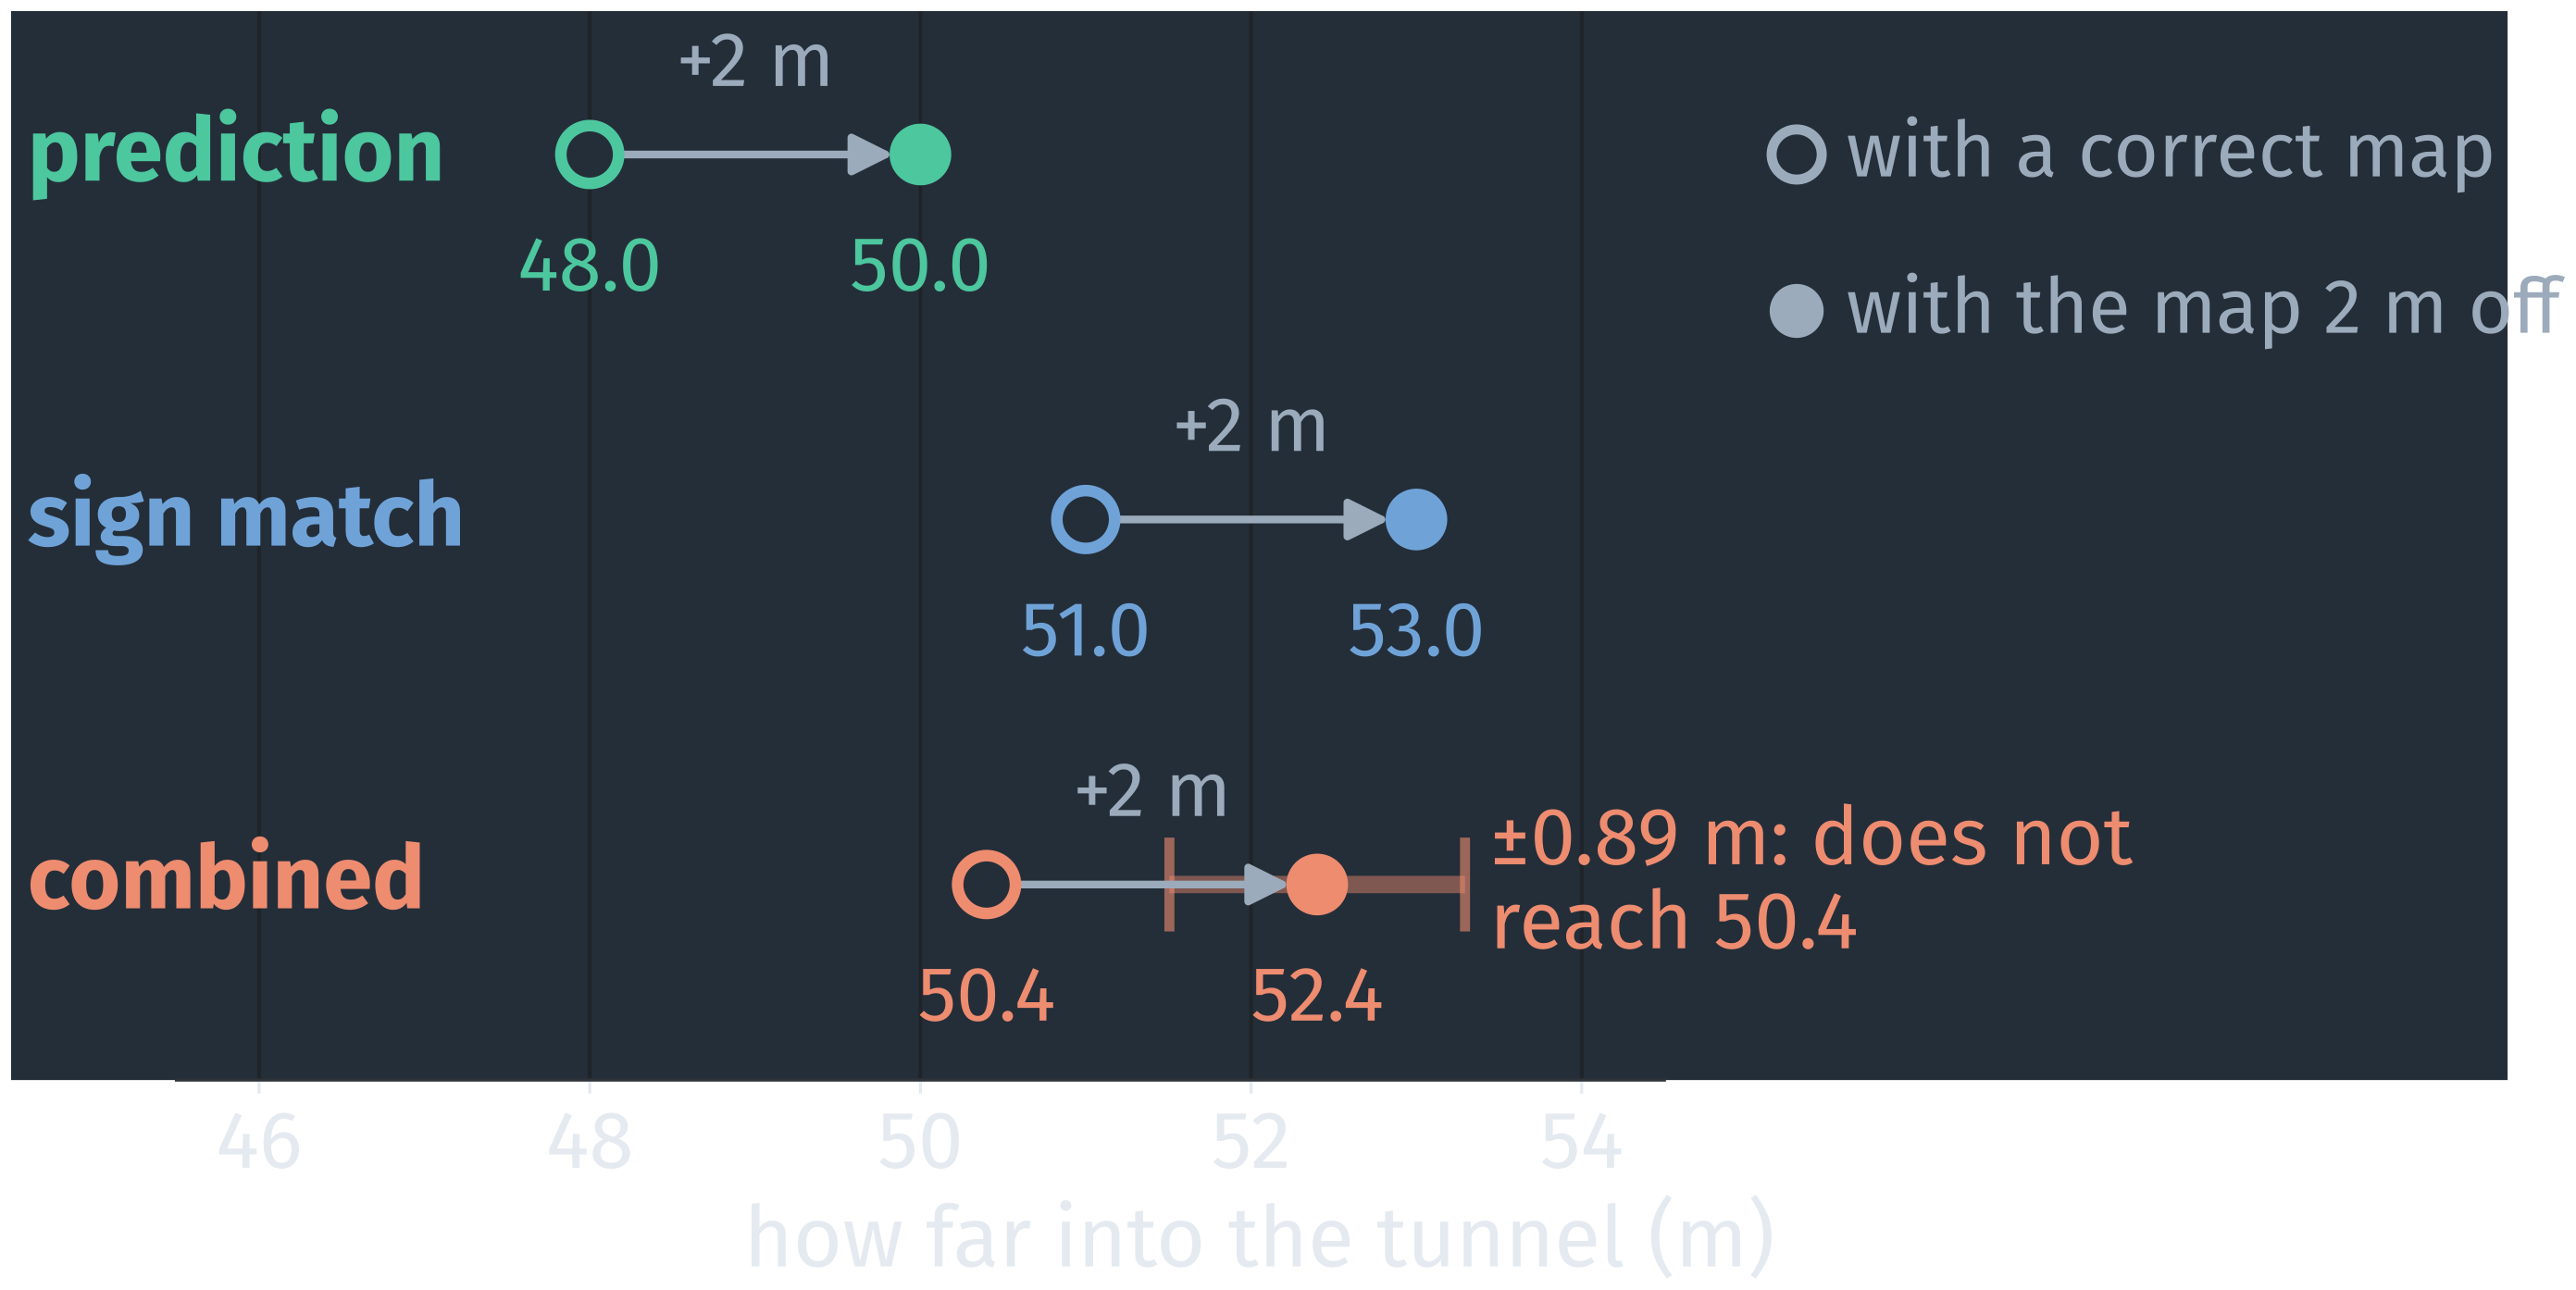 +2 m
prediction
with a correct map
48.0
50.0
with the map 2 m off
+2 m
sign match
51.0
53.0
+2 m
combined
±0.89 m: does not
reach 50.4
50.4
52.4
46
48
50
52
54
how far into the tunnel (m)